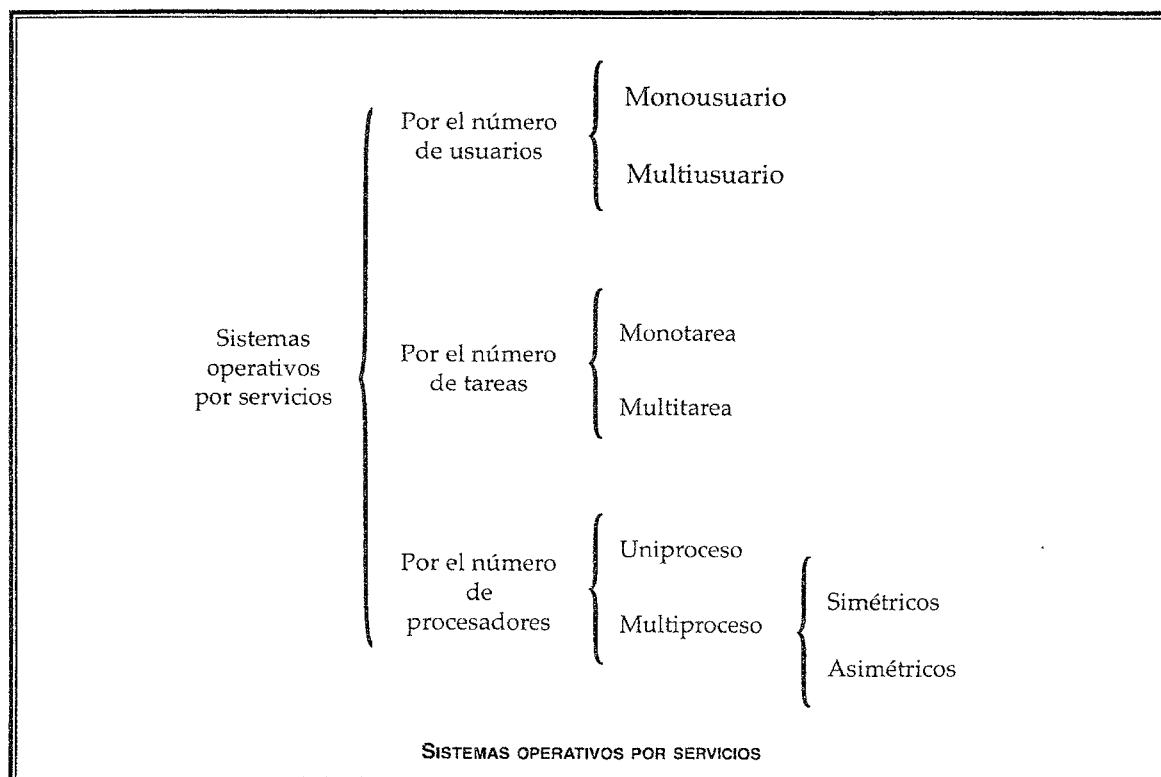 Por el número
de usuarios
Monousuario
Multiusuario
Sistemas
operativos
por servicios
Por el número
de tareas
Monotarea
Multitarea
Por el número
de
procesadores
Uniproceso
Multiproceso
Simétricos
Asimétricos
SISTEMAS OPERATIVOS POR SERVICIOS